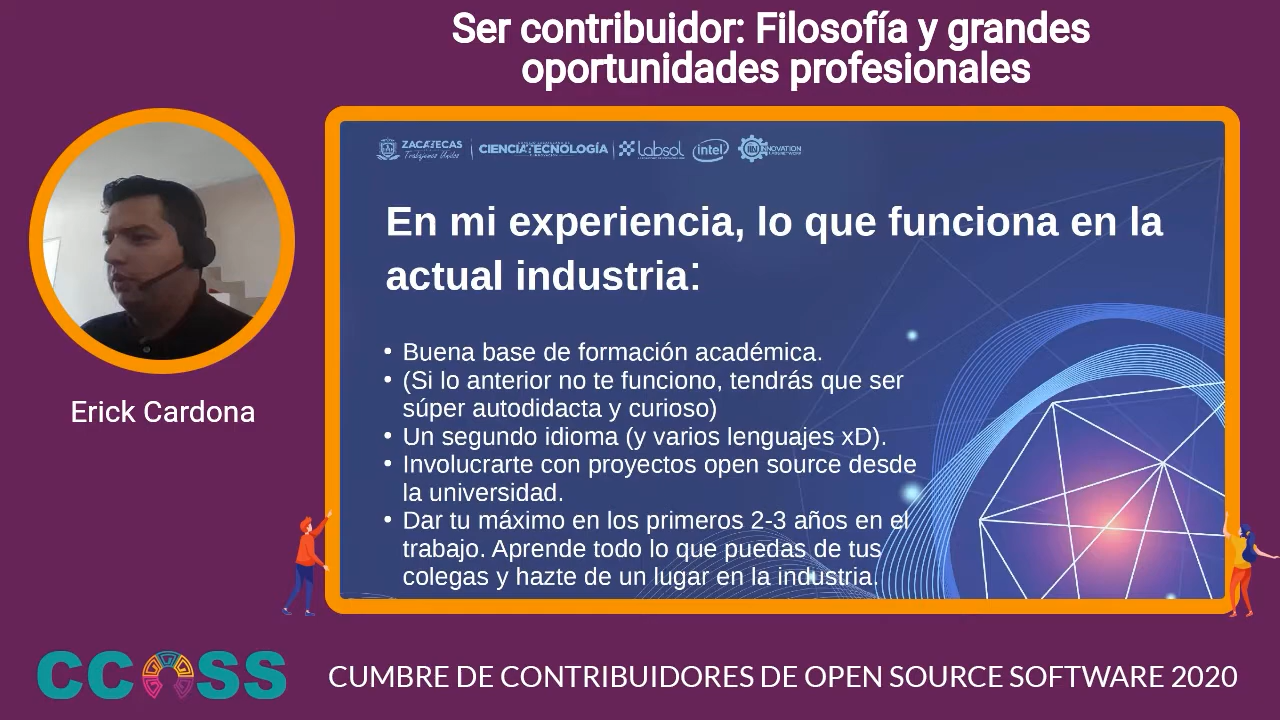 Ser contribuidor: Filosofía y grandes
oportunidades profesionales
ZACATECAS
Trabajemos Unidos
CIENCIA TECNOLOGÍA
labsol
intel
INNOVATION
En mi experiencia, lo que funciona en la
actual industria:
• Buena base de formación académica.
• (Si lo anterior no te funciono, tendrás que ser
súper autodidacta y curioso)
• Un segundo idioma (y varios lenguajes xD).
• Involucrarte con proyectos open source desde
la universidad.
• Dar tu máximo en los primeros 2-3 años en el
trabajo. Aprende todo lo que puedas de tus
colegas y hazte de un lugar en la industria.
Erick Cardona
CCOSS
CUMBRE DE CONTRIBUIDORES DE OPEN SOURCE SOFTWARE 2020